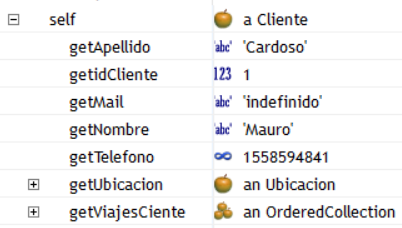 self a Cliente
getApellido 'abc' 'Cardoso'
getidCliente 123 1
getMail 'abc' 'indefinido'
getNombre 'abc' 'Mauro'
getTelefono ∞ 1558594841
getUbicacion an Ubicacion
getViajesCiente an OrderedCollection